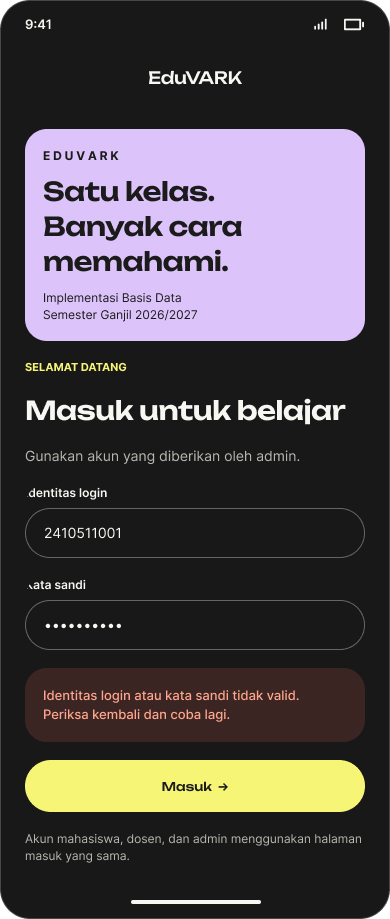 9:41
EduVARK
EDUVARK
Satu kelas.
Banyak cara
memahami.
Implementasi Basis Data
Semester Ganjil 2026/2027
SELAMAT DATANG
Masuk untuk belajar
Gunakan akun yang diberikan oleh admin.
Identitas login
2410511001
Kata sandi
••••••••••
Identitas login atau kata sandi tidak valid.
Periksa kembali dan coba lagi.
Masuk →
Akun mahasiswa, dosen, dan admin menggunakan halaman
masuk yang sama.